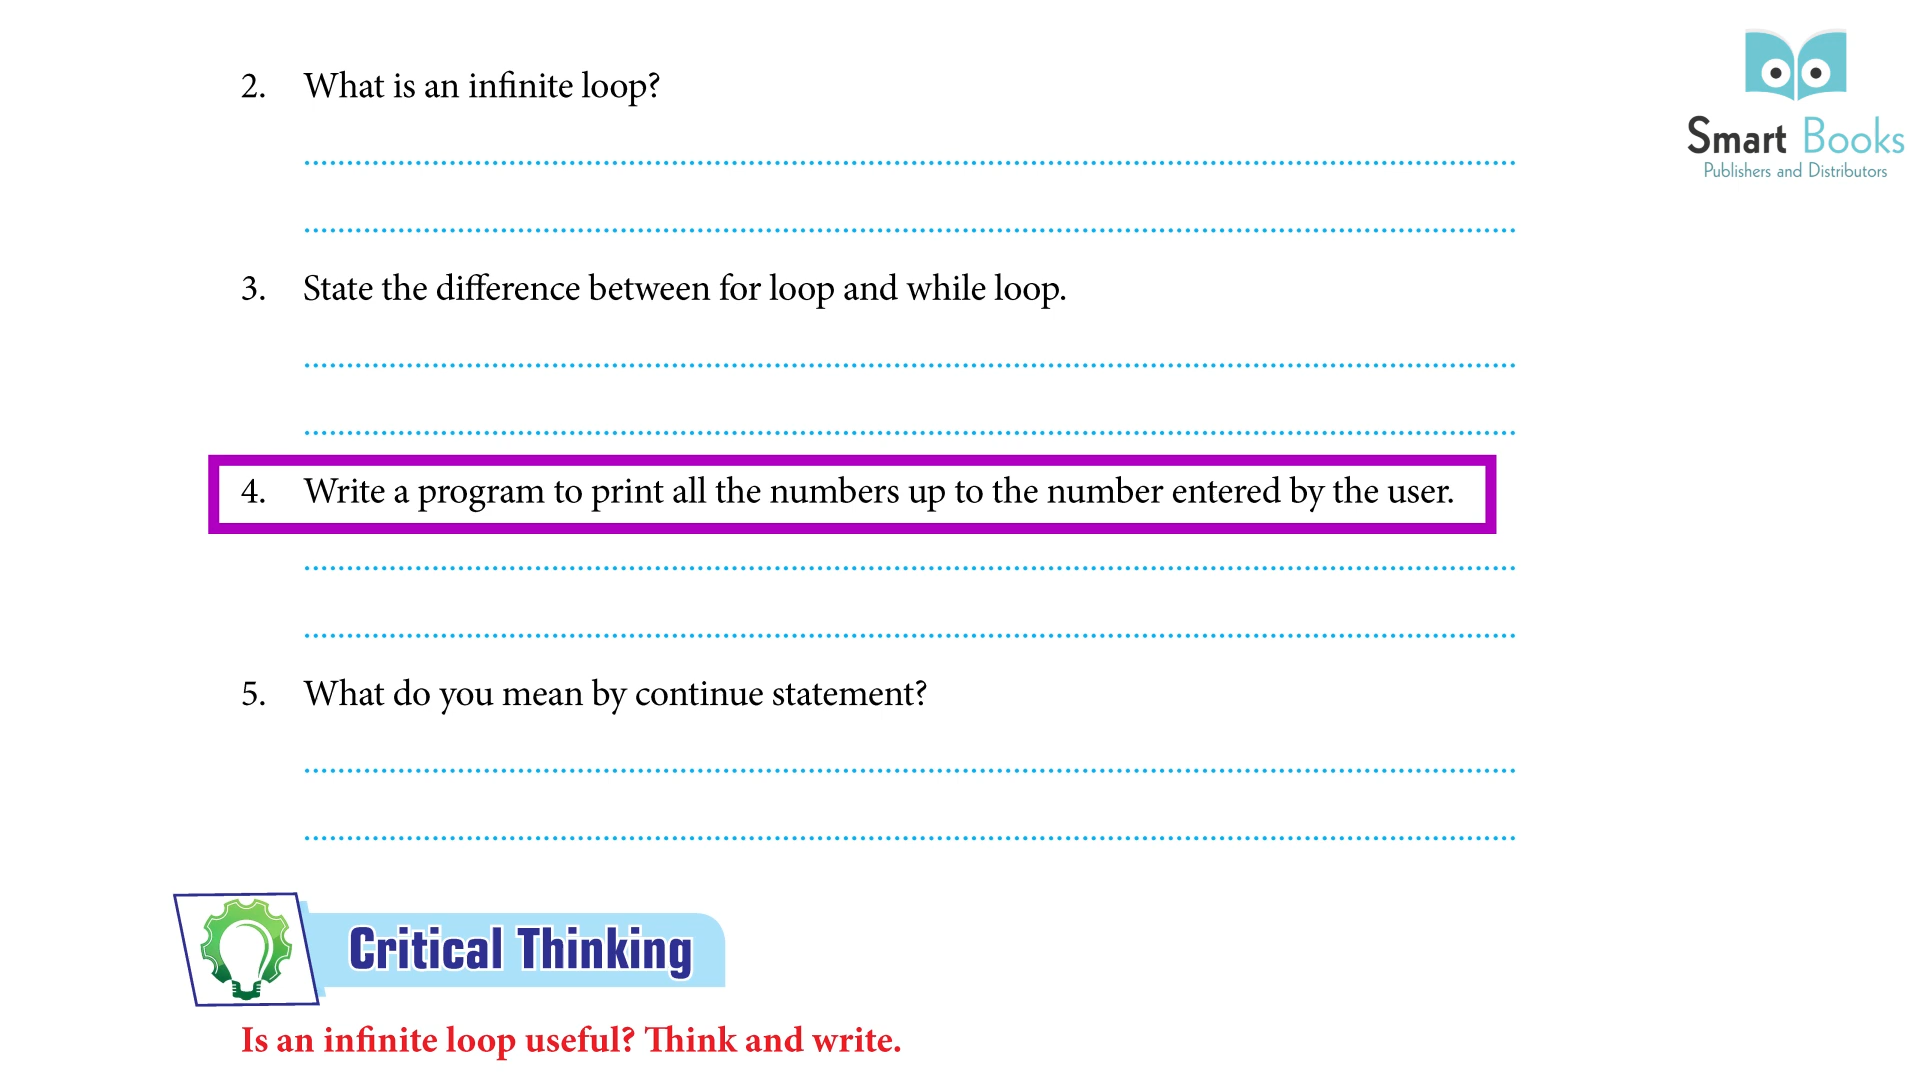 Smart Books
Publishers and Distributors
2. What is an infinite loop?
3. State the difference between for loop and while loop.
4. Write a program to print all the numbers up to the number entered by the user.
5. What do you mean by continue statement?
Critical Thinking
Is an infinite loop useful? Think and write.